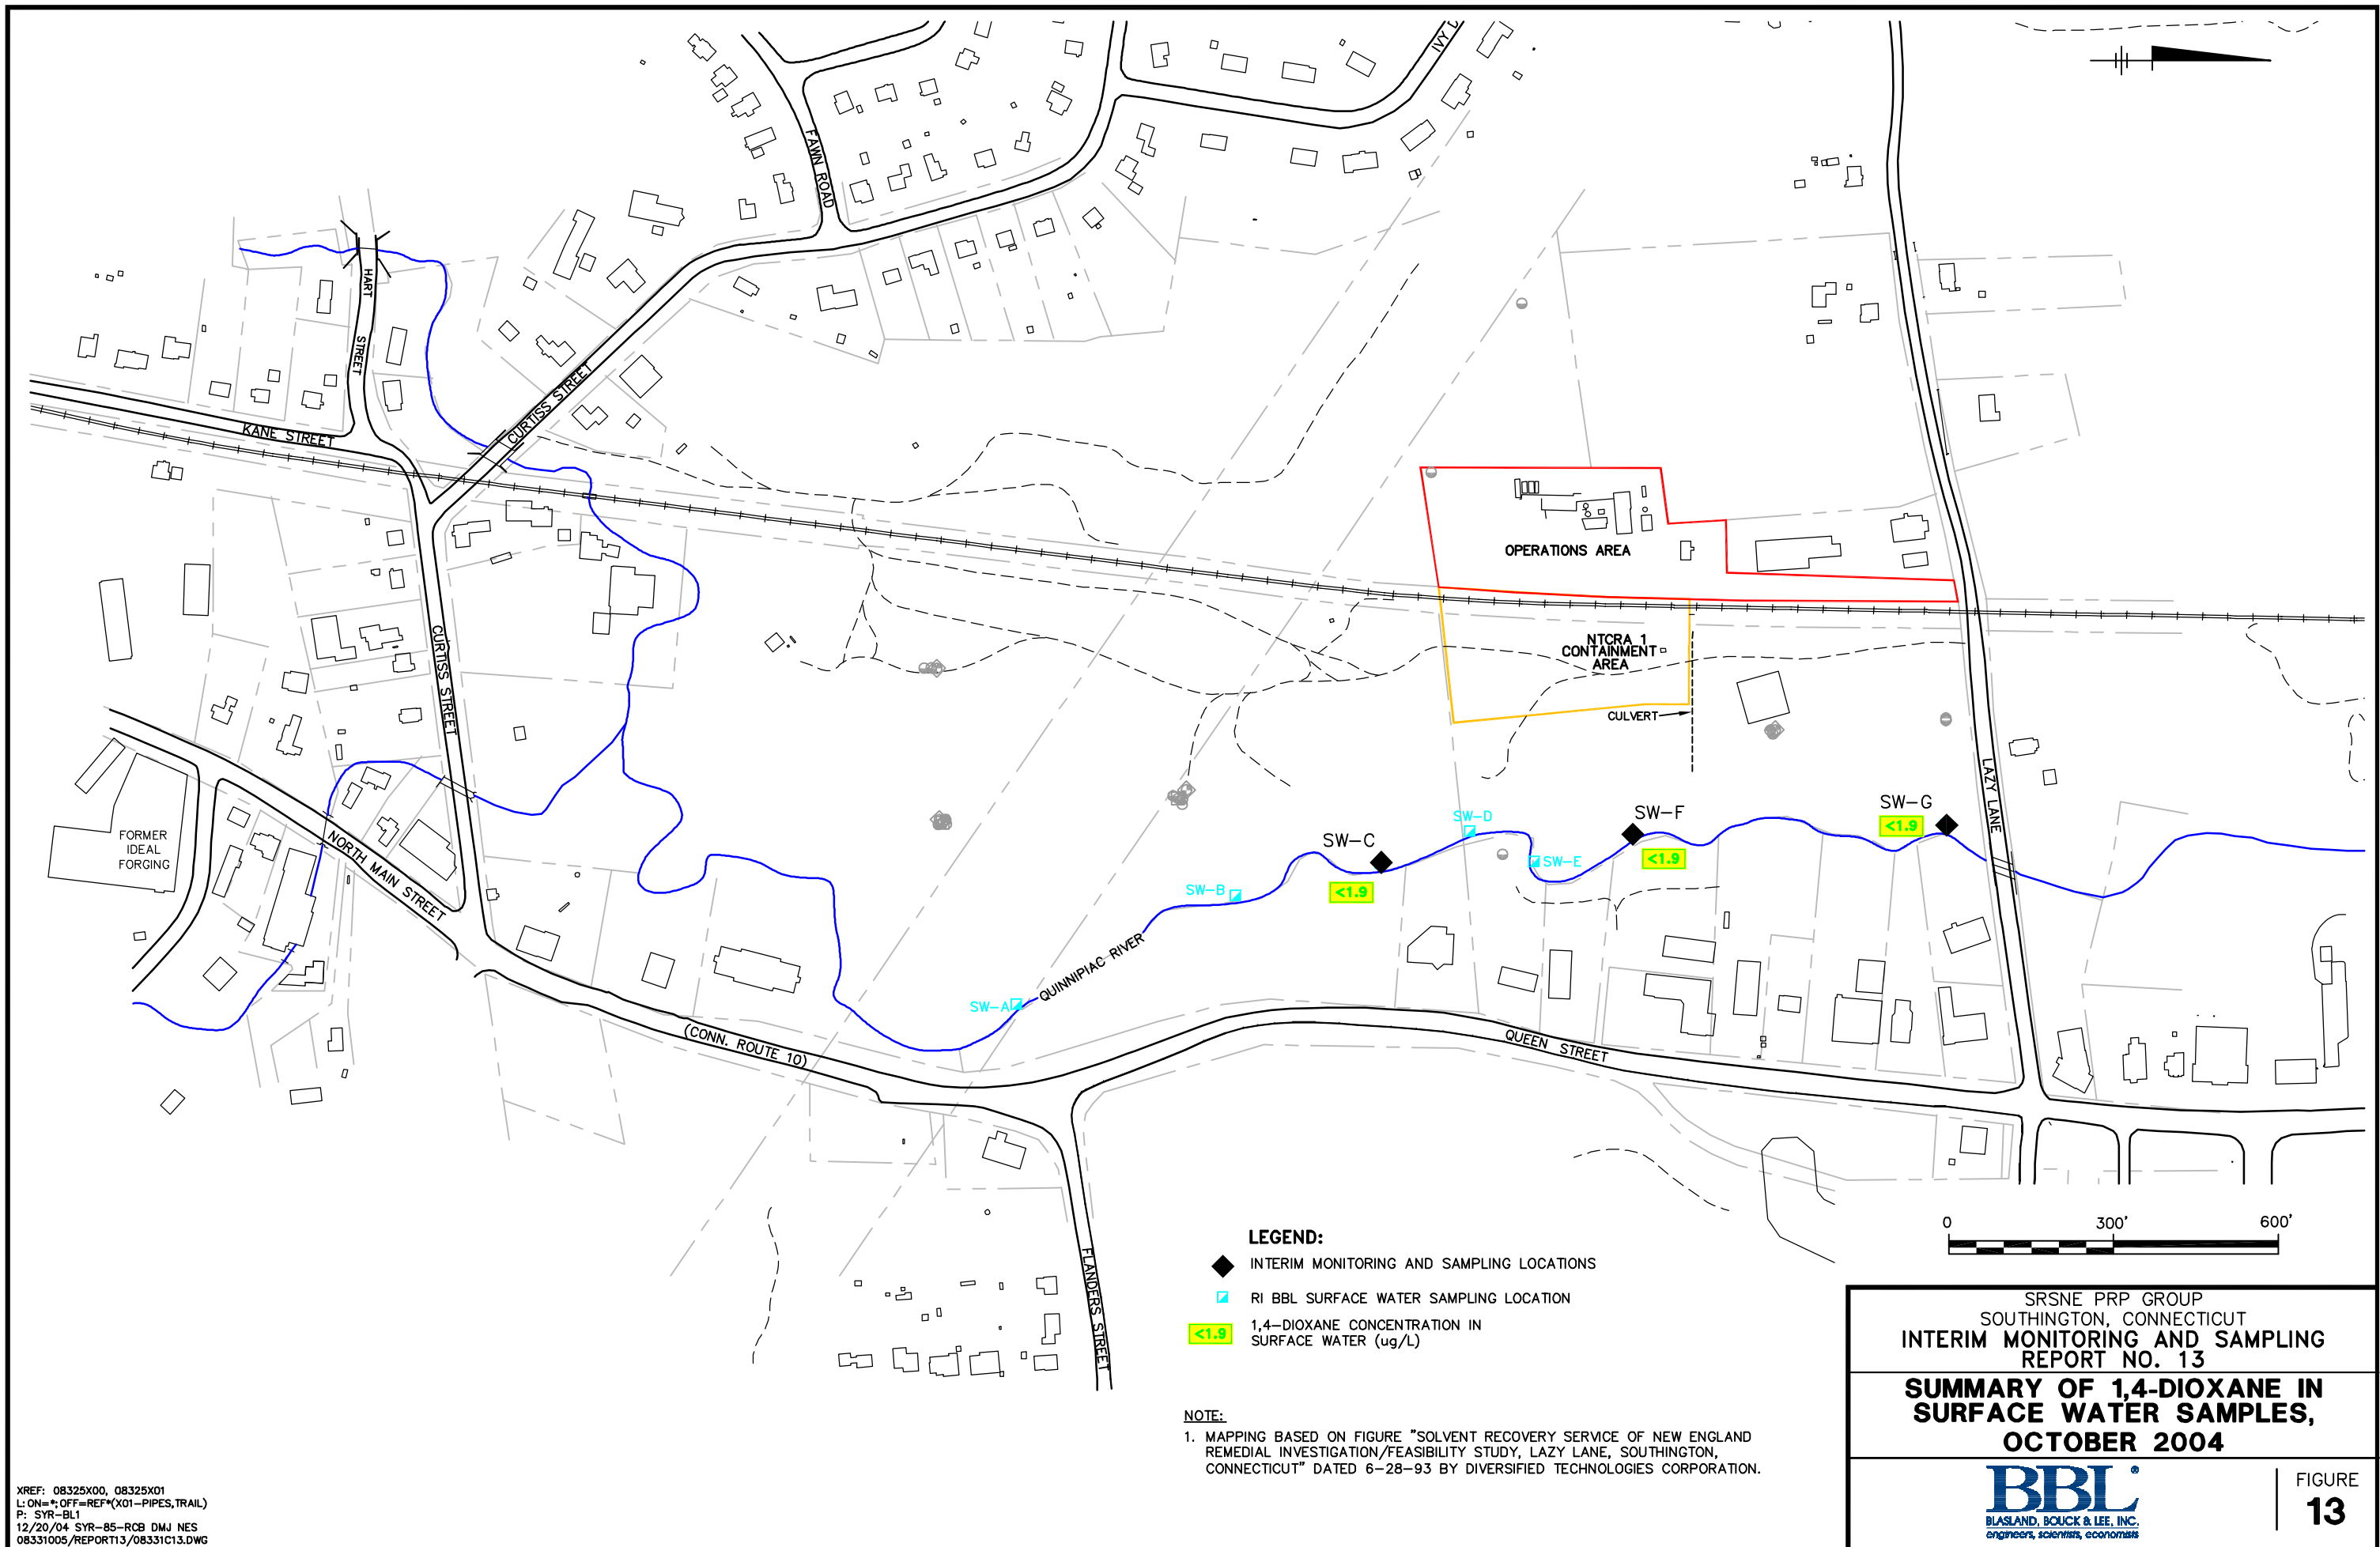 IVY D
FAWN ROAD
HART STREET
KANE STREET
CURTISS STREET
OPERATIONS AREA
NTCRA 1
CONTAINMENT
AREA
CULVERT
CURTISS STREET
LAZY LANE
FORMER
IDEAL
FORGING
NORTH MAIN STREET
SW-G
<1.9
SW-F
<1.9
SW-D
SW-E
SW-C
<1.9
SW-B
SW-A
QUINNIPIAC RIVER
(CONN. ROUTE 10)
QUEEN STREET
FLANDERS STREET
0 300' 600'
LEGEND:
INTERIM MONITORING AND SAMPLING LOCATIONS
RI BBL SURFACE WATER SAMPLING LOCATION
<1.9 1,4-DIOXANE CONCENTRATION IN
SURFACE WATER (ug/L)
NOTE:
1. MAPPING BASED ON FIGURE "SOLVENT RECOVERY SERVICE OF NEW ENGLAND
REMEDIAL INVESTIGATION/FEASIBILITY STUDY, LAZY LANE, SOUTHINGTON,
CONNECTICUT" DATED 6-28-93 BY DIVERSIFIED TECHNOLOGIES CORPORATION.
SRSNE PRP GROUP
SOUTHINGTON, CONNECTICUT
INTERIM MONITORING AND SAMPLING
REPORT NO. 13
SUMMARY OF 1,4-DIOXANE IN
SURFACE WATER SAMPLES,
OCTOBER 2004
BBL®
BLASLAND, BOUCK & LEE, INC.
engineers, scientists, economists
FIGURE
13
XREF: 08325X00, 08325X01
L: ON=*; OFF=REF*(X01-PIPES,TRAIL)
P: SYR-BL1
12/20/04 SYR-85-RCB DMJ NES
08331005/REPORT13/08331C13.DWG